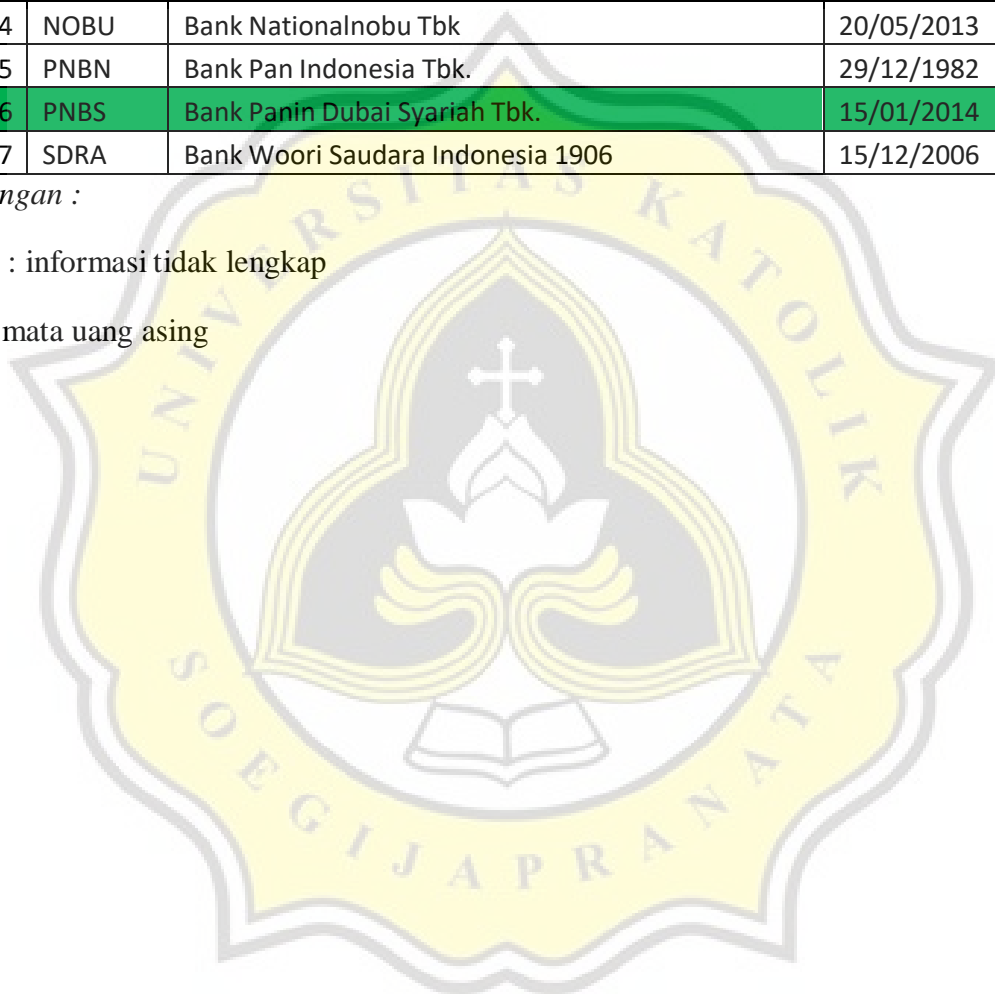 4 NOBU Bank Nationalnobu Tbk 20/05/2013
5 PNBN Bank Pan Indonesia Tbk. 29/12/1982
6 PNBS Bank Panin Dubai Syariah Tbk. 15/01/2014
7 SDRA Bank Woori Saudara Indonesia 1906 15/12/2006
ngan :
: informasi tidak lengkap
mata uang asing
UNIVERSITAS KATOLIK
SOEGIJAPRANATA